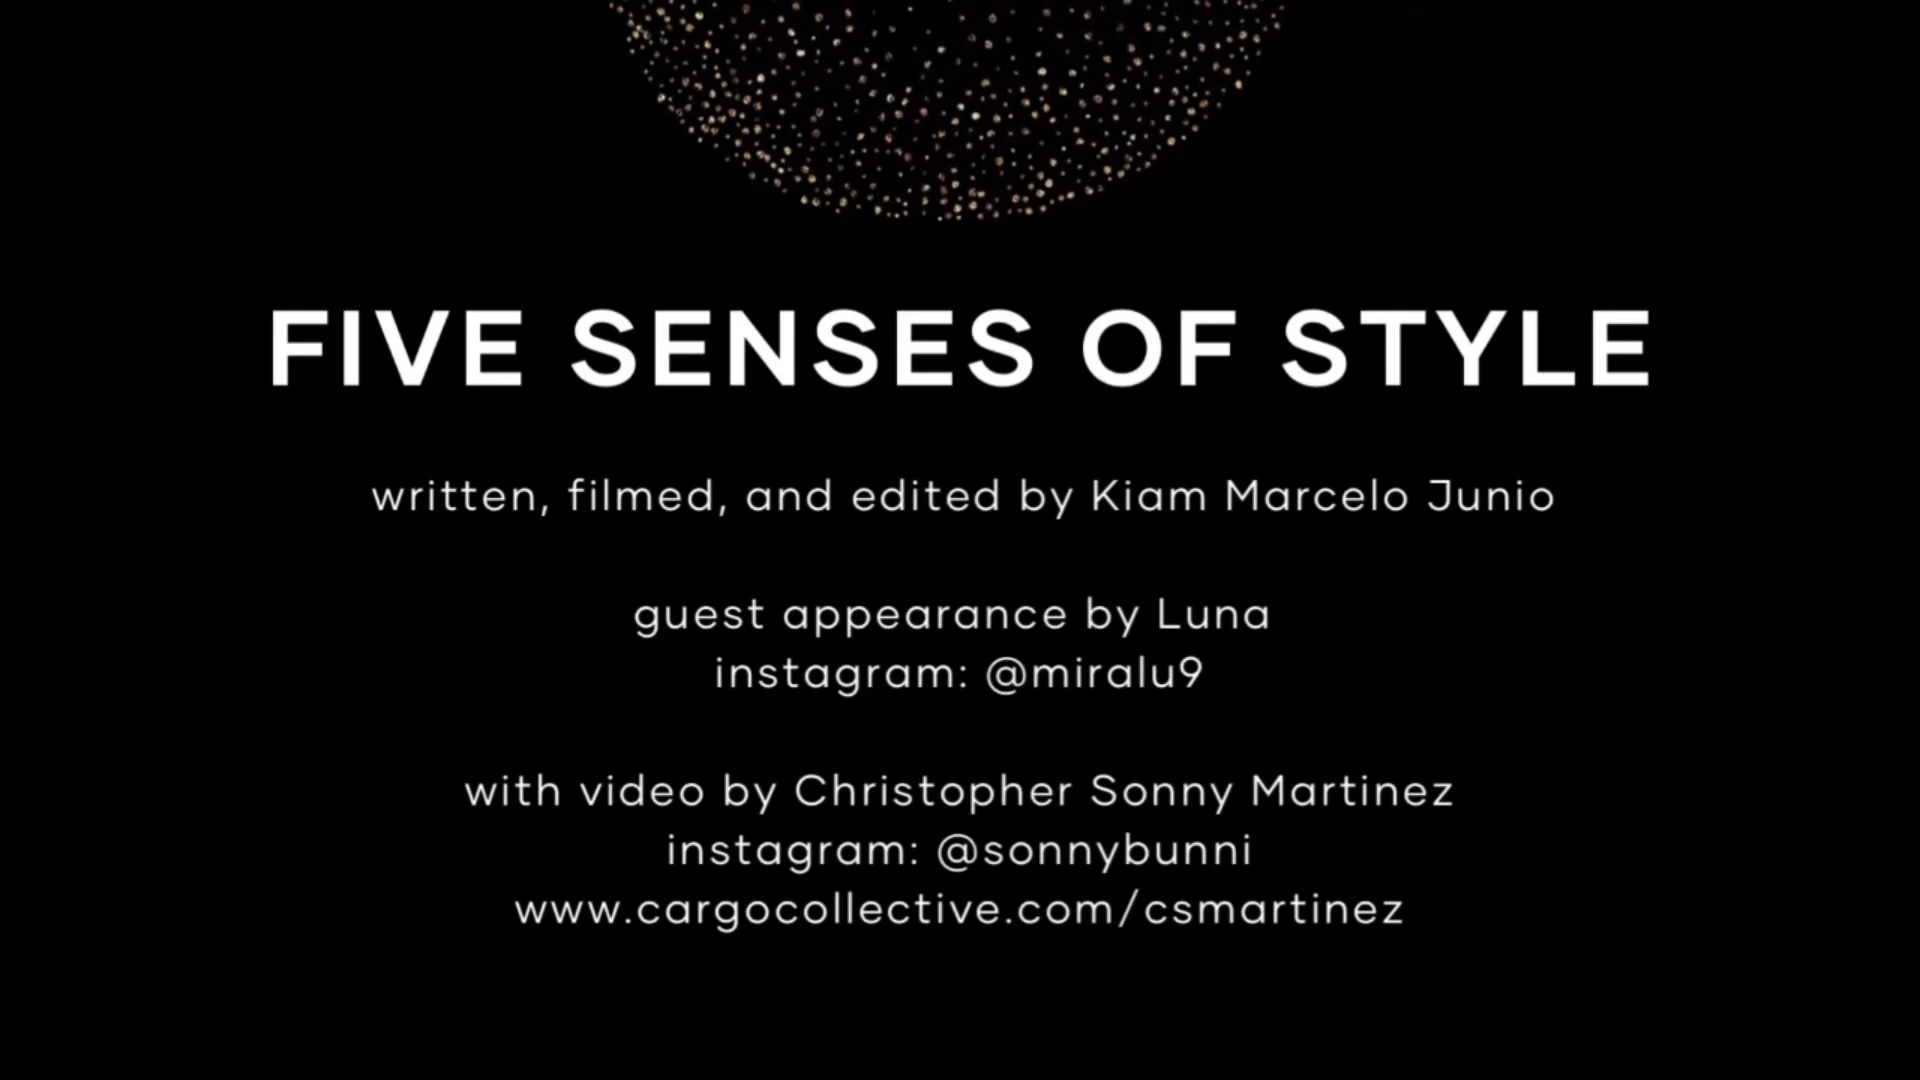 FIVE SENSES OF STYLE
written, filmed, and edited by Kiam Marcelo Junio
guest appearance by Luna
instagram: @miralu9
with video by Christopher Sonny Martinez
instagram: @sonnybunni
www.cargocollective.com/csmartinez